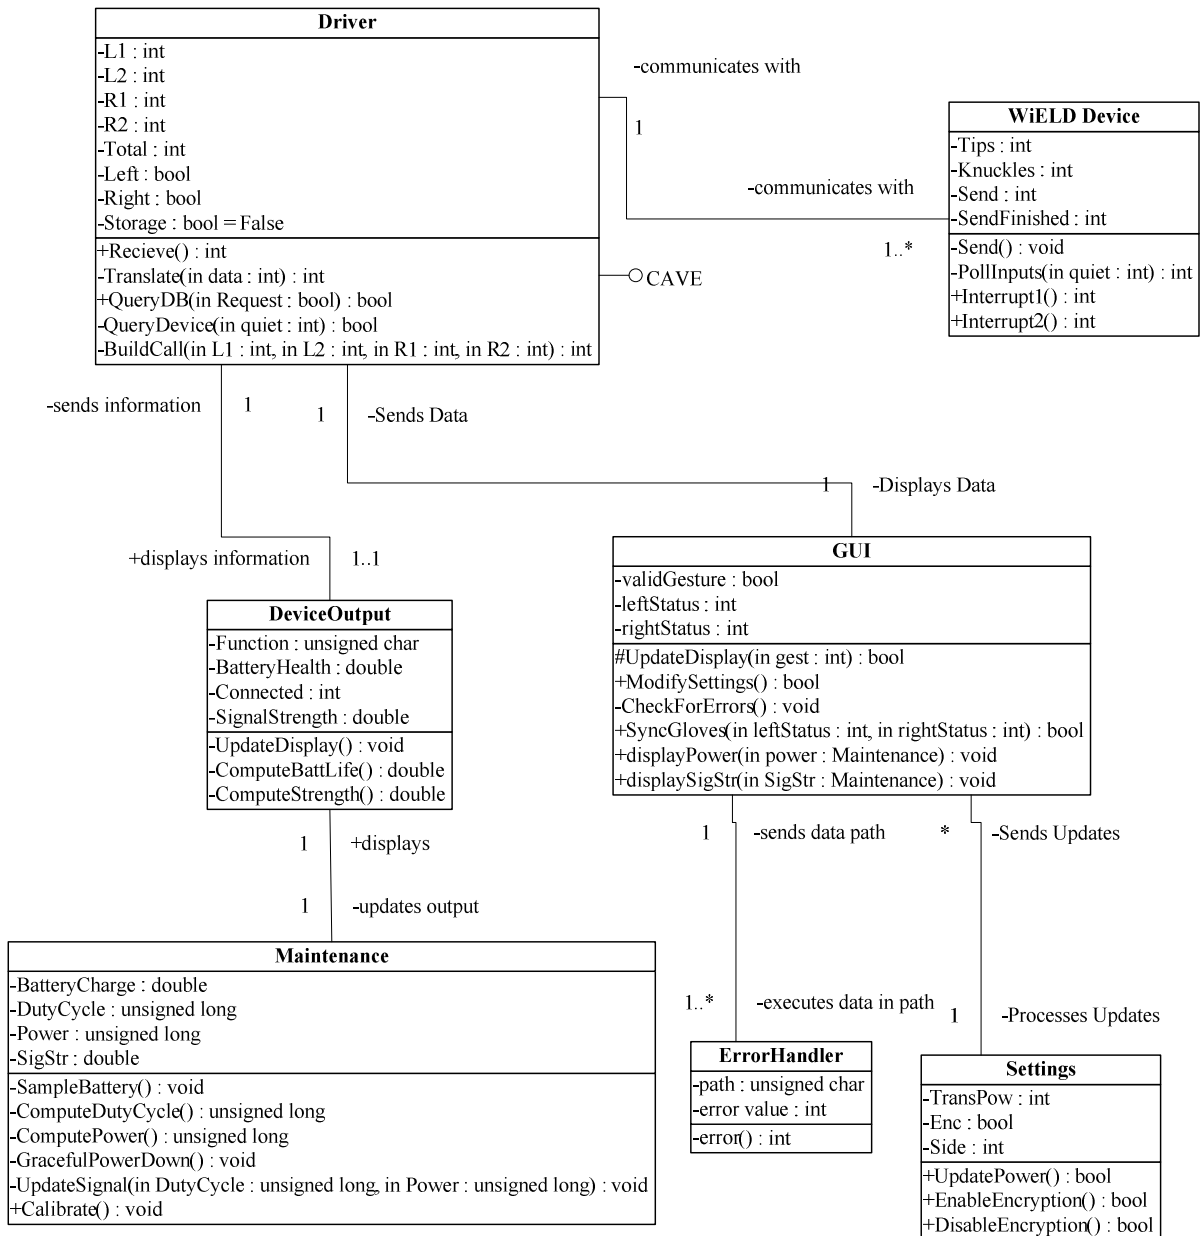 Driver
-L1 : int
-L2 : int
-R1 : int
-R2 : int
-Total : int
-Left : bool
-Right : bool
-Storage : bool = False
+Recieve() : int
-Translate(in data : int) : int
+QueryDB(in Request : bool) : bool
-QueryDevice(in quiet : int) : bool
-BuildCall(in L1 : int, in L2 : int, in R1 : int, in R2 : int) : int
-communicates with
1
-communicates with
1..*
CAVE
WiELD Device
-Tips : int
-Knuckles : int
-Send : int
-SendFinished : int
-Send() : void
-PollInputs(in quiet : int) : int
+Interrupt1() : int
+Interrupt2() : int
-sends information
1
1
-Sends Data
1
-Displays Data
+displays information
1..1
DeviceOutput
-Function : unsigned char
-BatteryHealth : double
-Connected : int
-SignalStrength : double
-UpdateDisplay() : void
-ComputeBattLife() : double
-ComputeStrength() : double
GUI
-validGesture : bool
-leftStatus : int
-rightStatus : int
#UpdateDisplay(in gest : int) : bool
+ModifySettings() : bool
-CheckForErrors() : void
+SyncGloves(in leftStatus : int, in rightStatus : int) : bool
+displayPower(in power : Maintenance) : void
+displaySigStr(in SigStr : Maintenance) : void
1
+displays
1
-updates output
1
-sends data path
*
-Sends Updates
Maintenance
-BatteryCharge : double
-DutyCycle : unsigned long
-Power : unsigned long
-SigStr : double
-SampleBattery() : void
-ComputeDutyCycle() : unsigned long
-ComputePower() : unsigned long
-GracefulPowerDown() : void
-UpdateSignal(in DutyCycle : unsigned long, in Power : unsigned long) : void
+Calibrate() : void
1..*
-executes data in path
1
-Processes Updates
ErrorHandler
-path : unsigned char
-error value : int
-error() : int
Settings
-TransPow : int
-Enc : bool
-Side : int
+UpdatePower() : bool
+EnableEncryption() : bool
+DisableEncryption() : bool